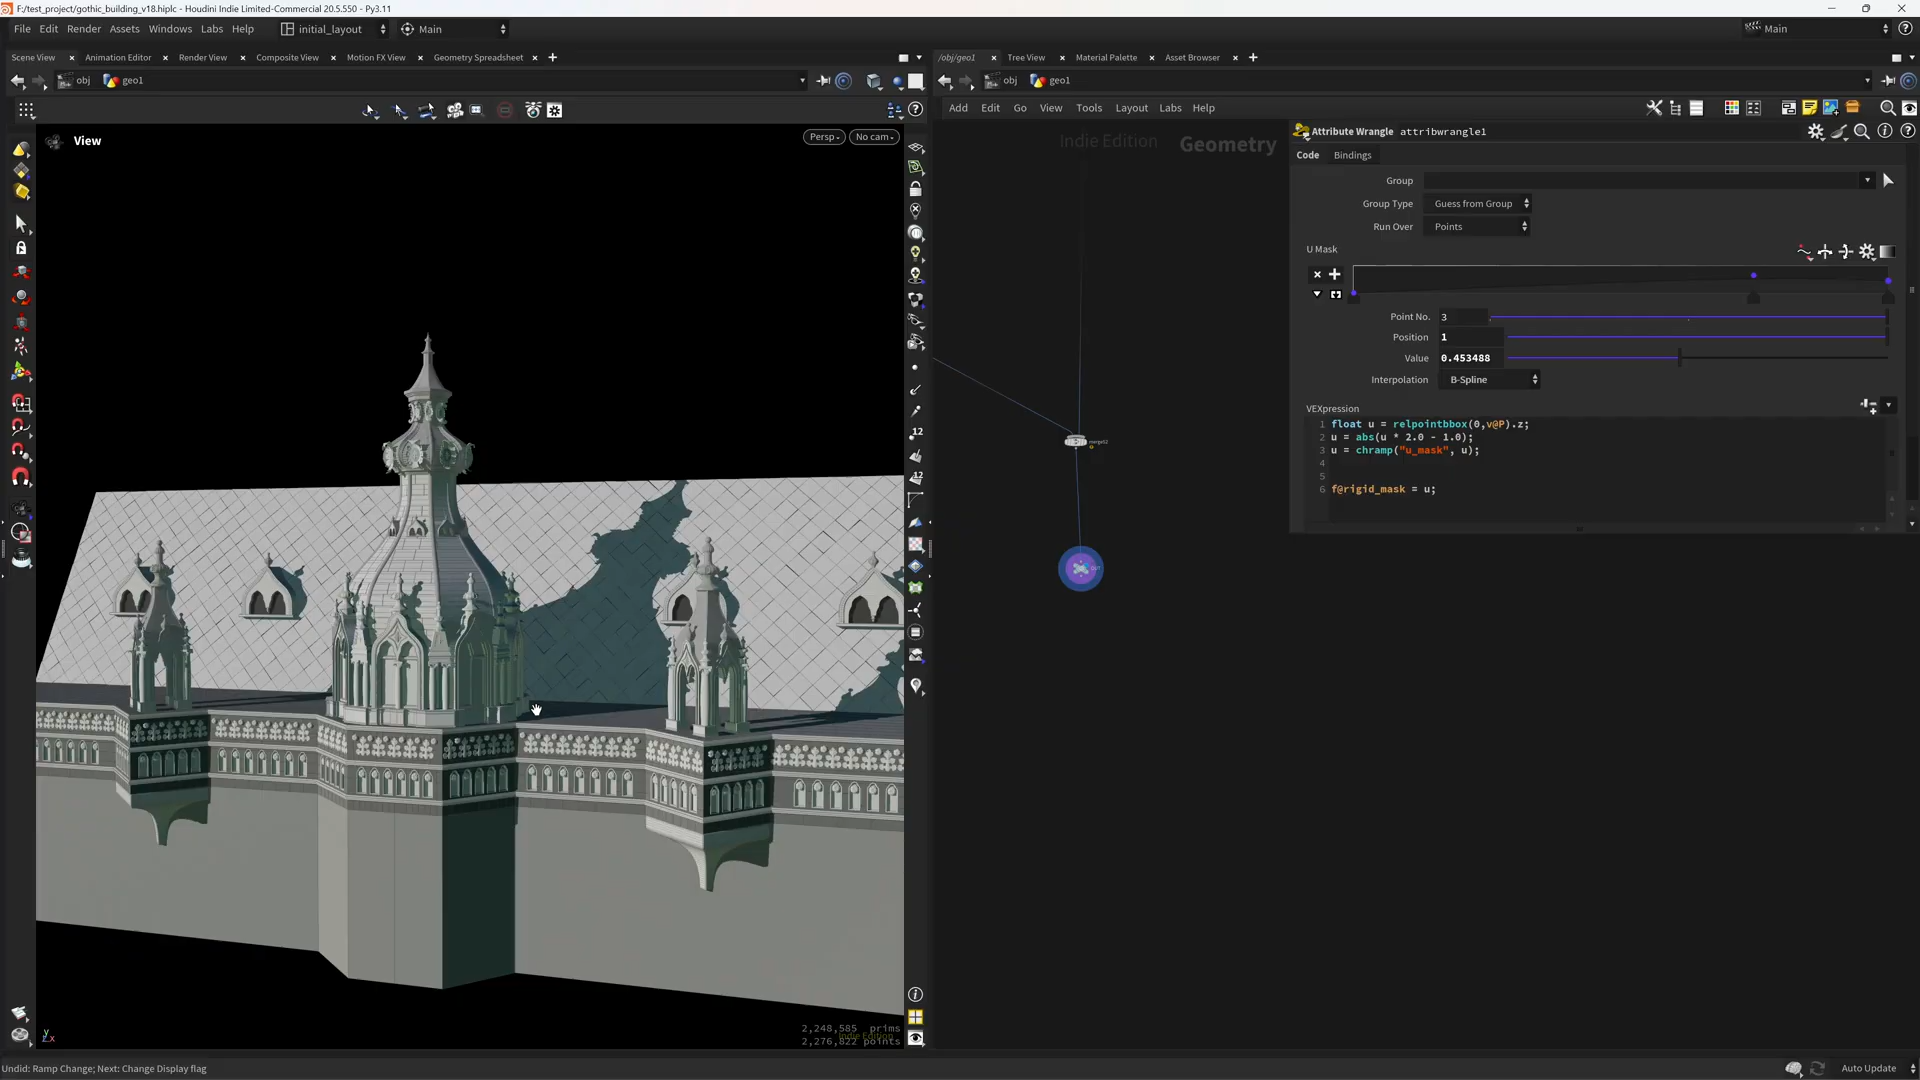 F:/test_project/gothic_building_v18.hiplc - Houdini Indie Limited-Commercial 20.5.550 - Py3.11
File Edit Render Assets Windows Labs Help initial_layout Main Main
Scene View Animation Editor Render View Composite View Motion FX View Geometry Spreadsheet
/obj/geo1 Tree View Material Palette Asset Browser
obj geo1
obj geo1
Add Edit Go View Tools Layout Labs Help
View Persp No cam
Indie Edition Geometry
Attribute Wrangle attribwrangle1
Code Bindings
Group
Group Type Guess from Group
Run Over Points
U Mask
Point No. 3
Position 1
Value 0.453488
Interpolation B-Spline
VEXpression
1 float u = relpointbbox(0,v@P).z;
2 u = abs(u * 2.0 - 1.0);
3 u = chramp("u_mask", u);
4
5
6 f@rigid_mask = u;
12
12
y
z x
2,248,585 prims
Indie Edition
2,276,822 points
Undid: Ramp Change; Next: Change Display flag
Auto Update